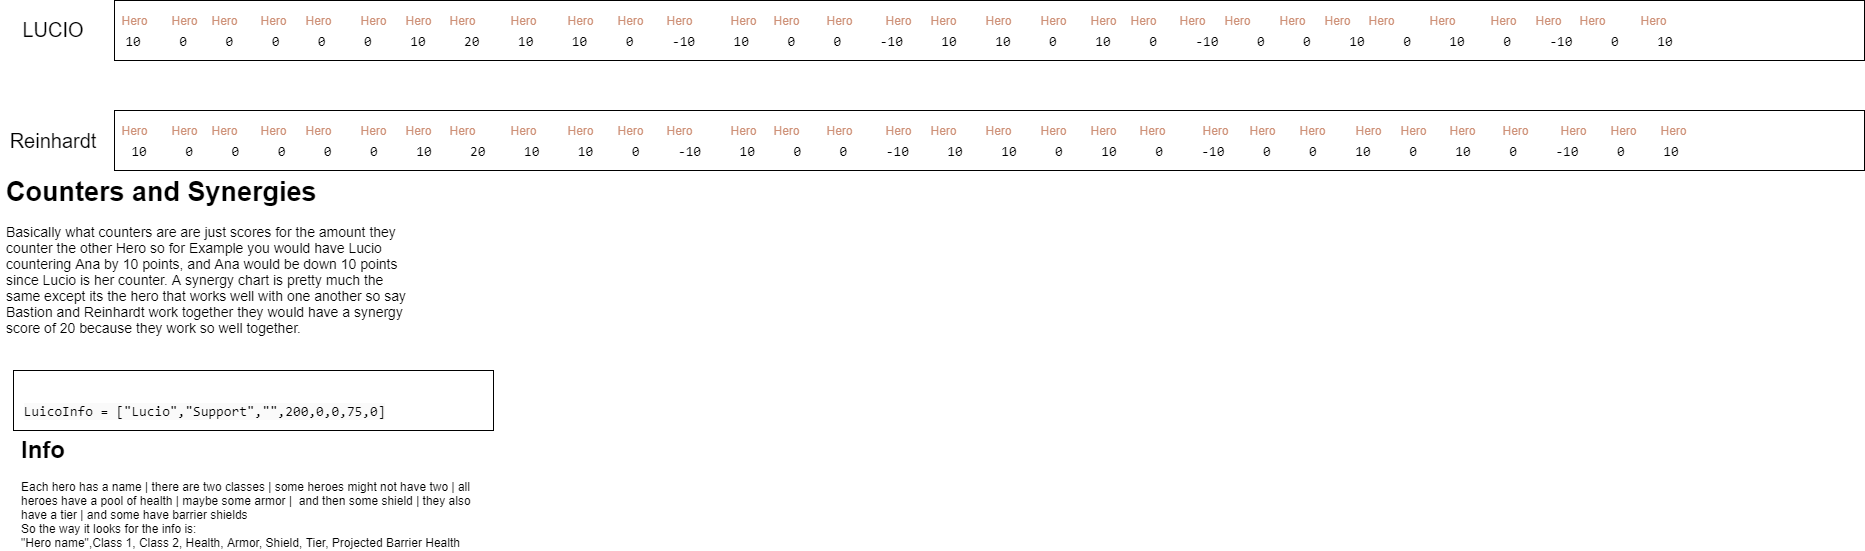 Hero Hero Hero Hero Hero Hero Hero Hero Hero Hero Hero Hero Hero Hero Hero Hero Hero Hero Hero Hero Hero Hero Hero Hero Hero Hero Hero Hero Hero Hero Hero
LUCIO
10 0 0 0 0 0 10 20 10 10 0 -10 10 0 0 -10 10 10 0 10 0 -10 0 0 10 0 10 0 -10 0 10
Hero Hero Hero Hero Hero Hero Hero Hero Hero Hero Hero Hero Hero Hero Hero Hero Hero Hero Hero Hero Hero Hero Hero Hero Hero Hero Hero Hero Hero Hero Hero
Reinhardt
10 0 0 0 0 0 10 20 10 10 0 -10 10 0 0 -10 10 10 0 10 0 -10 0 0 10 0 10 0 -10 0 10
Counters and Synergies
Basically what counters are are just scores for the amount they
counter the other Hero so for Example you would have Lucio
countering Ana by 10 points, and Ana would be down 10 points
since Lucio is her counter. A synergy chart is pretty much the
same except its the hero that works well with one another so say
Bastion and Reinhardt work together they would have a synergy
score of 20 because they work so well together.
LuicoInfo = ["Lucio","Support","",200,0,0,75,0]
Info
Each hero has a name | there are two classes | some heroes might not have two | all
heroes have a pool of health | maybe some armor |  and then some shield | they also
have a tier | and some have barrier shields
So the way it looks for the info is:
"Hero name",Class 1, Class 2, Health, Armor, Shield, Tier, Projected Barrier Health